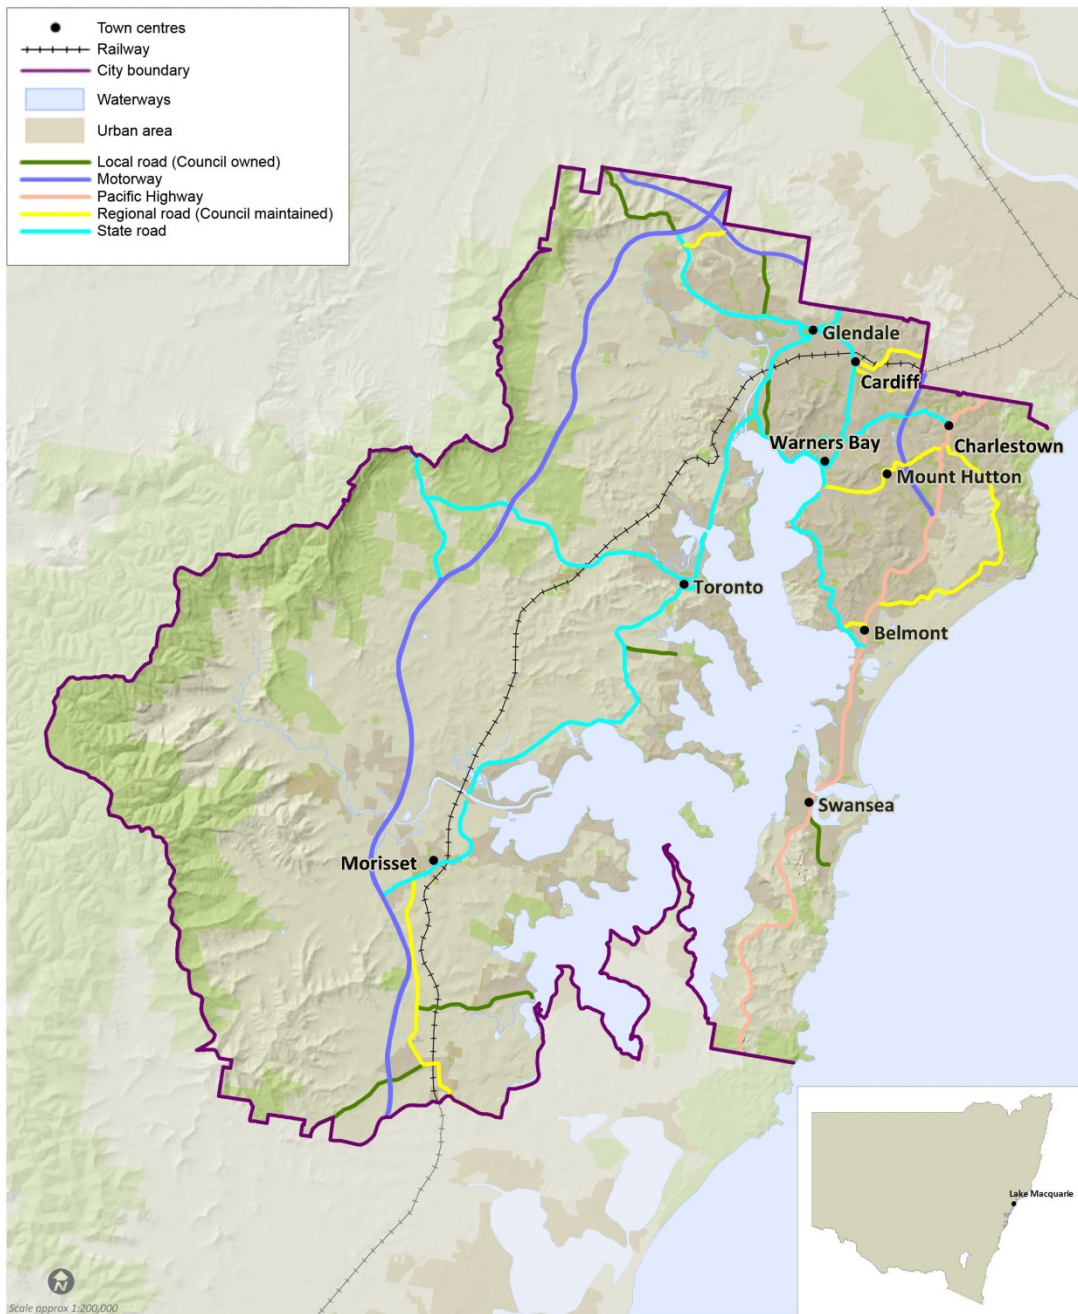 Town centres
Railway
City boundary
Waterways
Urban area
Local road (Council owned)
Motorway
Pacific Highway
Regional road (Council maintained)
State road
Glendale
Cardiff
Charlestown
Warners Bay
Mount Hutton
Toronto
Belmont
Swansea
Morisset
Lake Macquarie
N
Scale approx 1:200,000